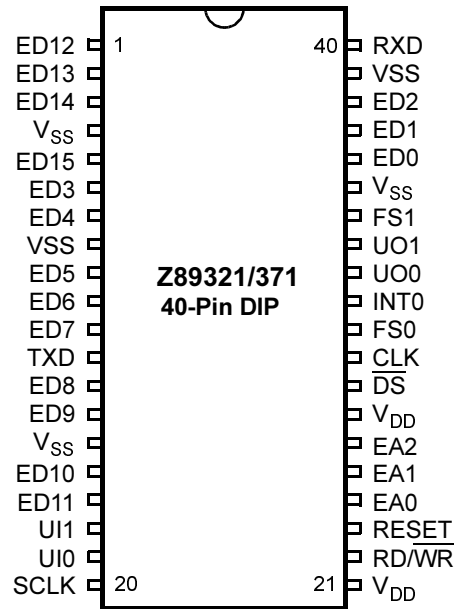 ED12 1 40 RXD
ED13 VSS
ED14 ED2
VSS ED1
ED15 ED0
ED3 VSS
ED4 FS1
VSS UO1
ED5 Z89321/371 UO0
ED6 40-Pin DIP INT0
ED7 FS0
TXD CLK
ED8 D̅S̅
ED9 VDD
VSS EA2
ED10 EA1
ED11 EA0
UI1 RESET
UI0 RD/W̅R̅
SCLK 20 21 VDD